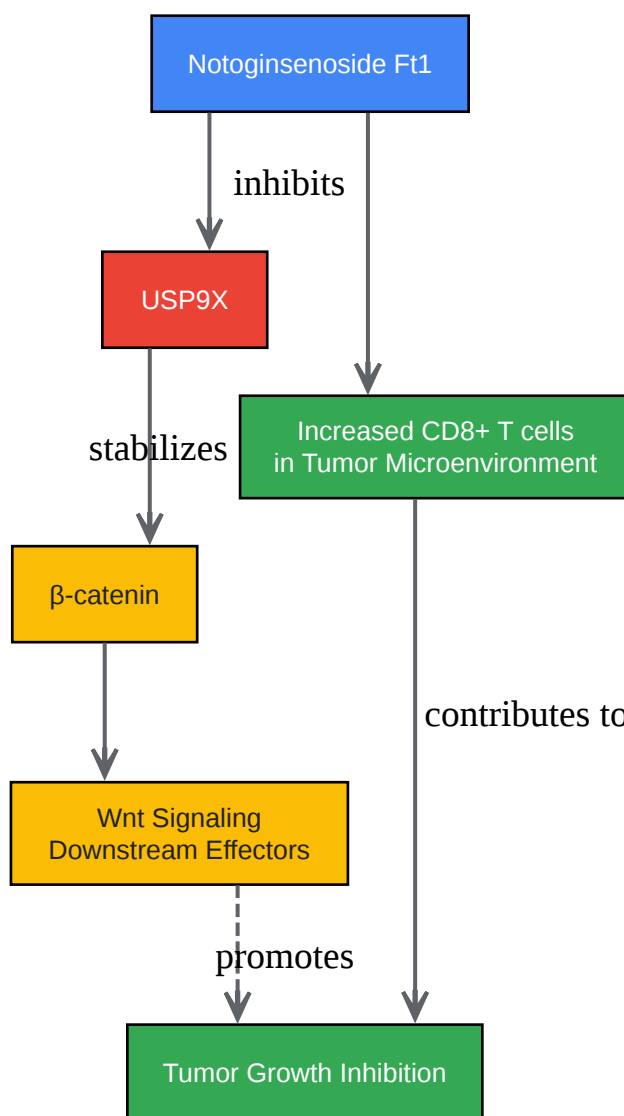 Notoginsenoside Ft1
inhibits
USP9X
Increased CD8+ T cells
in Tumor Microenvironment
stabilizes
β-catenin
contributes to
Wnt Signaling
Downstream Effectors
promotes
Tumor Growth Inhibition